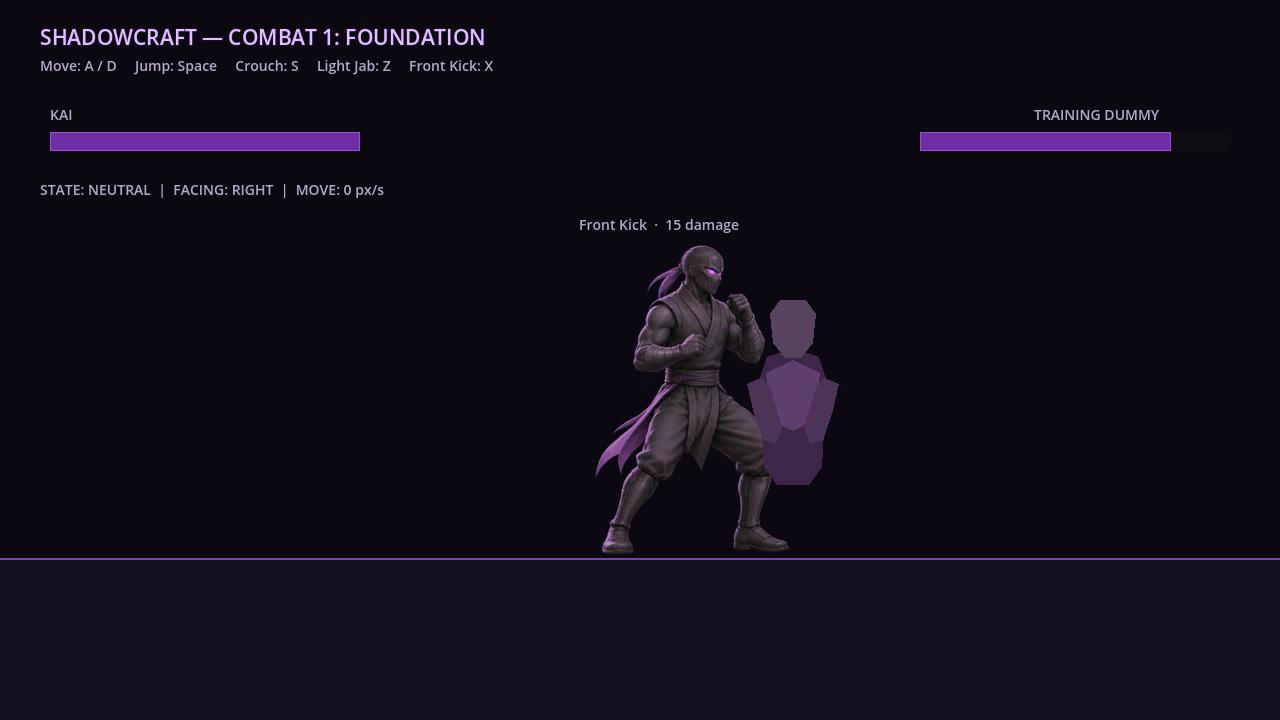 SHADOWCRAFT — COMBAT 1: FOUNDATION
Move: A / D Jump: Space Crouch: S Light Jab: Z Front Kick: X
KAI
TRAINING DUMMY
STATE: NEUTRAL | FACING: RIGHT | MOVE: 0 px/s
Front Kick · 15 damage